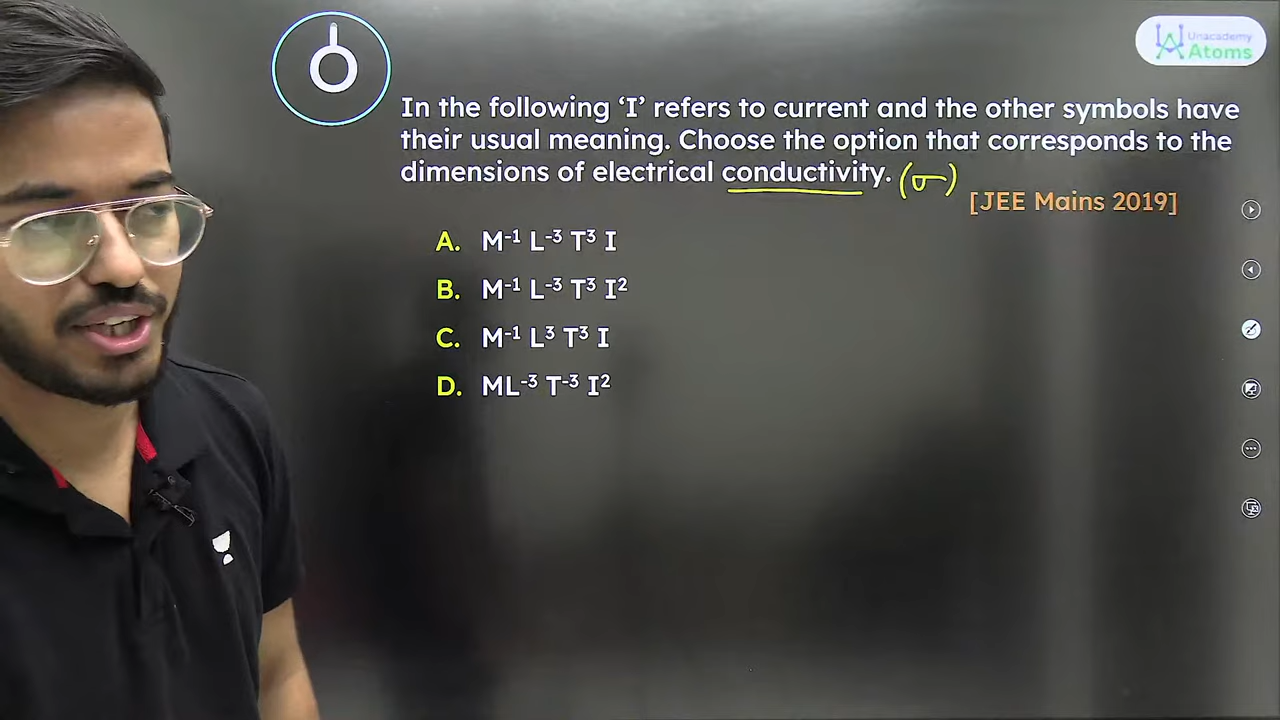 Unacademy
Atoms
In the following ‘I’ refers to current and the other symbols have
their usual meaning. Choose the option that corresponds to the
dimensions of electrical conductivity. (σ)
[JEE Mains 2019]
A. M⁻¹ L⁻³ T³ I
B. M⁻¹ L⁻³ T³ I²
C. M⁻¹ L³ T³ I
D. ML⁻³ T⁻³ I²